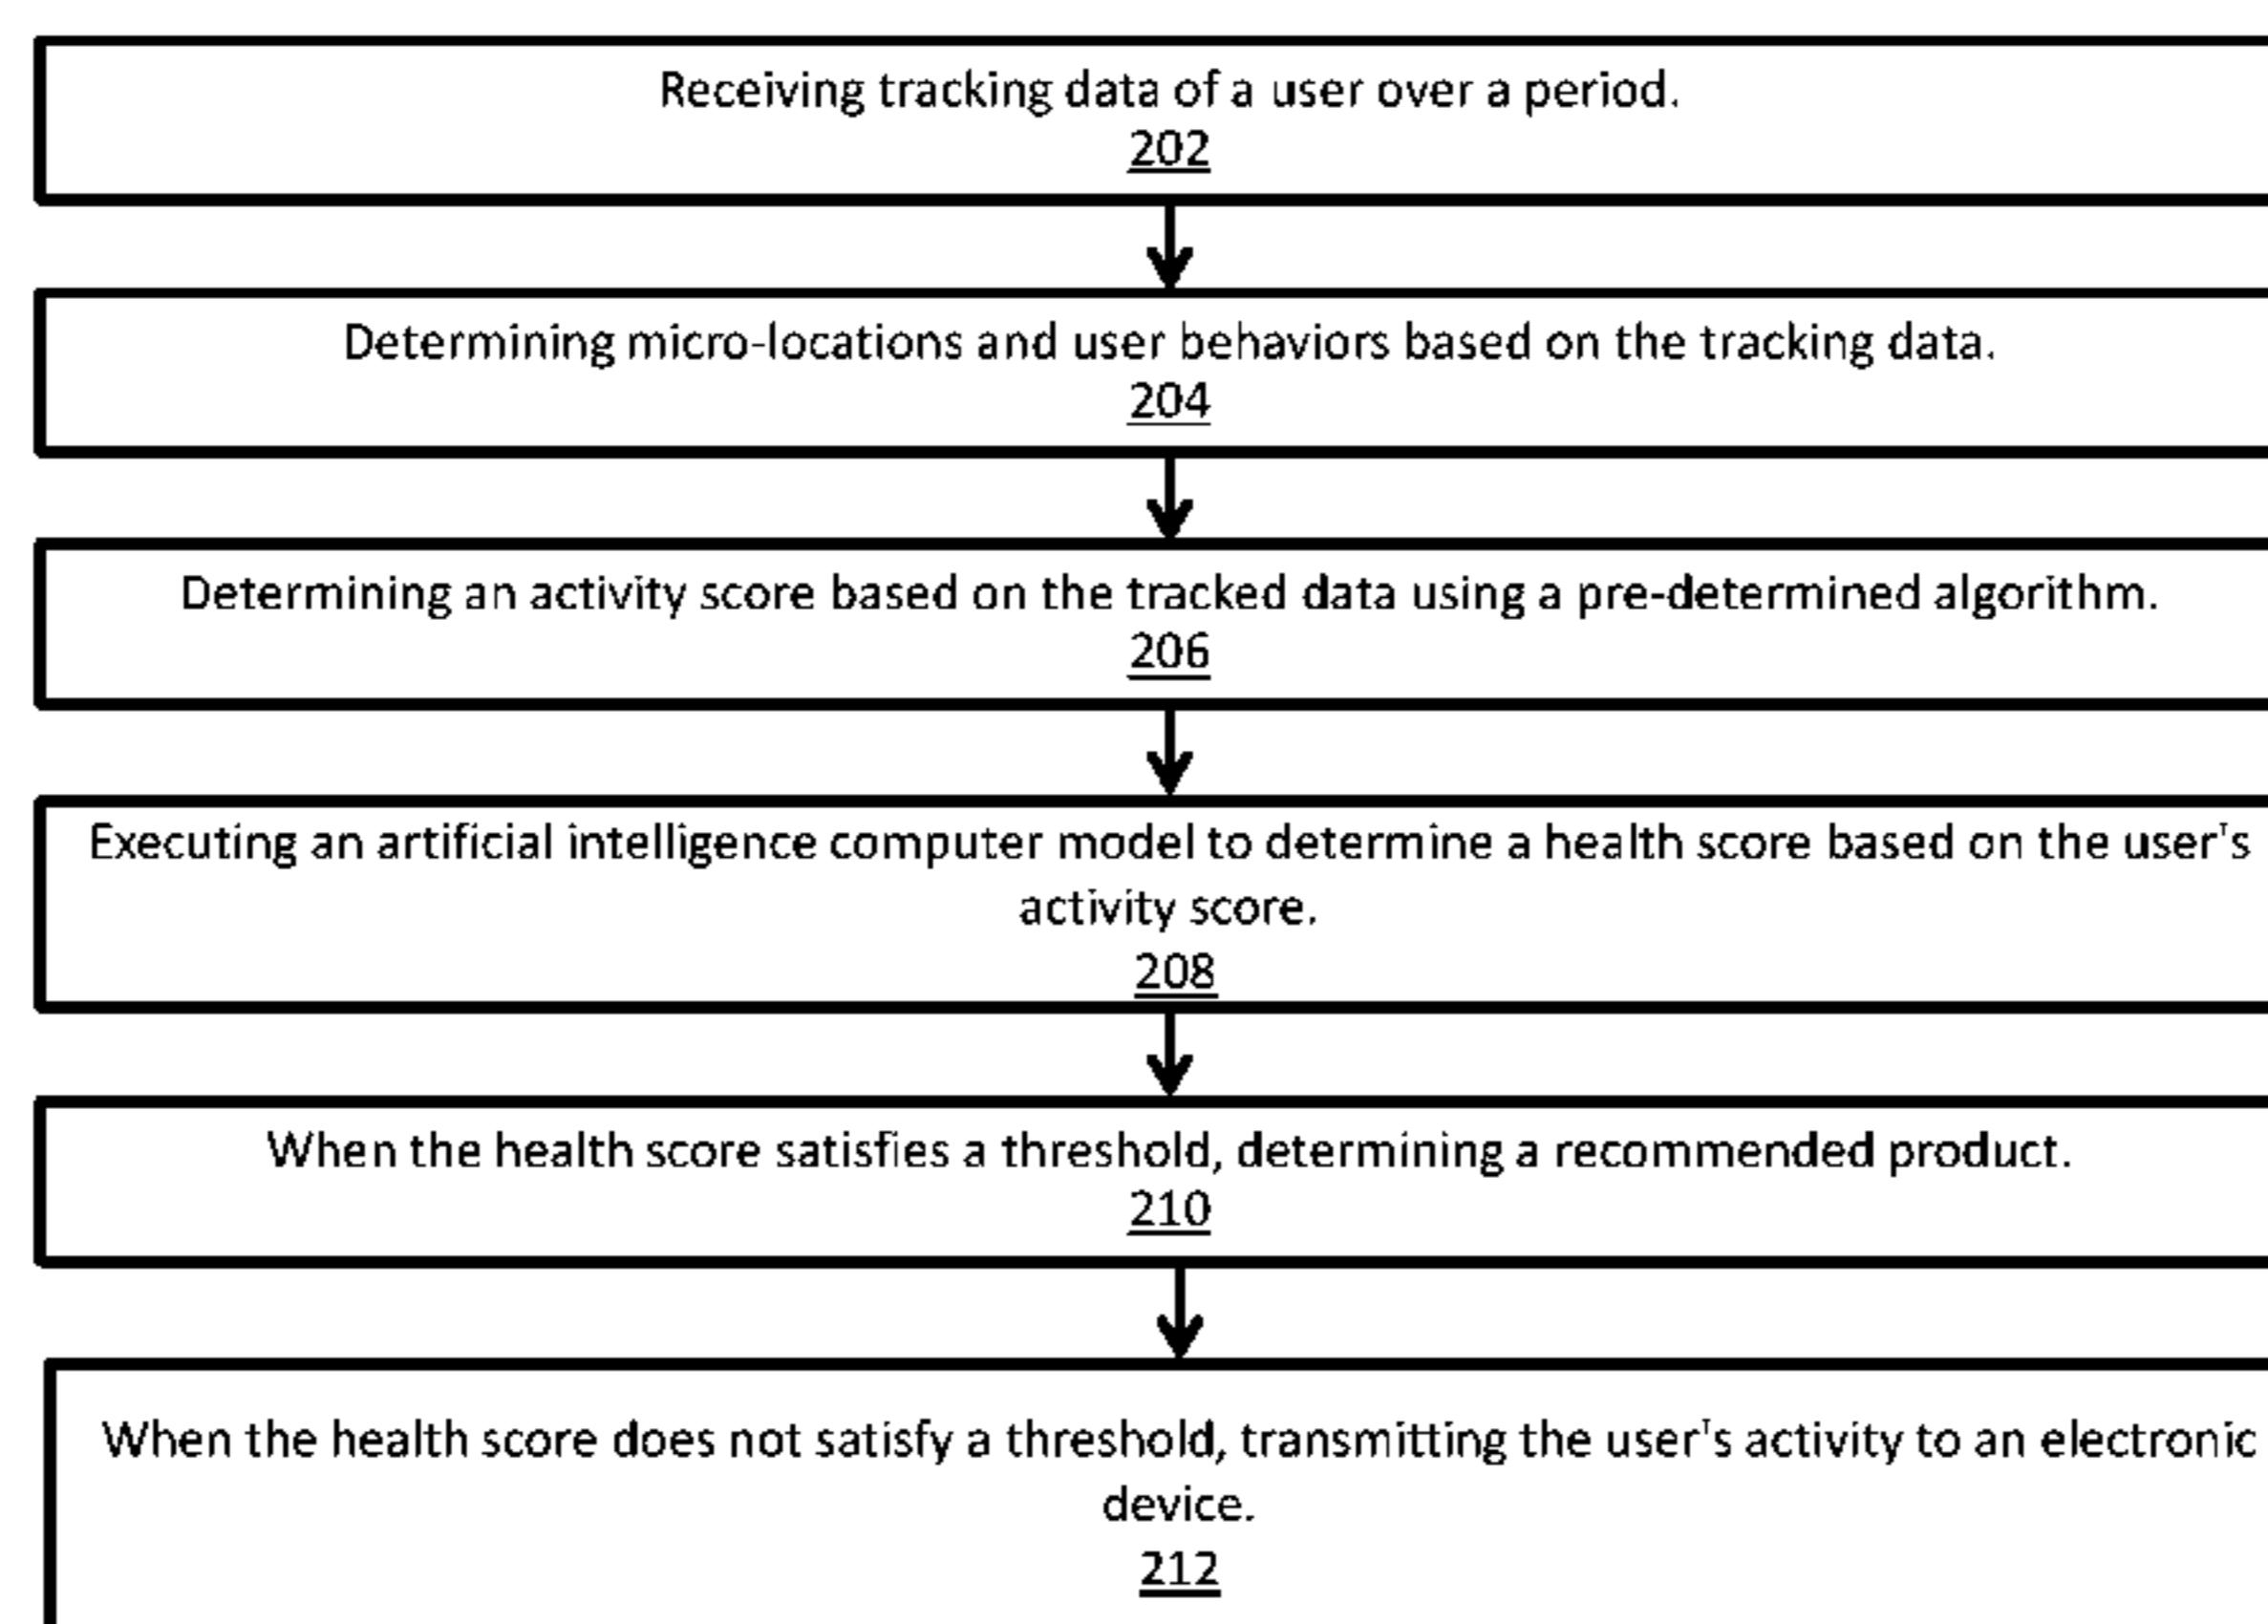 Receiving tracking data of a user over a period.
202
Determining micro-locations and user behaviors based on the tracking data.
204
Determining an activity score based on the tracked data using a pre-determined algorithm.
206
Executing an artificial intelligence computer model to determine a health score based on the user's
activity score.
208
When the health score satisfies a threshold, determining a recommended product.
210
When the health score does not satisfy a threshold, transmitting the user's activity to an electronic
device.
212